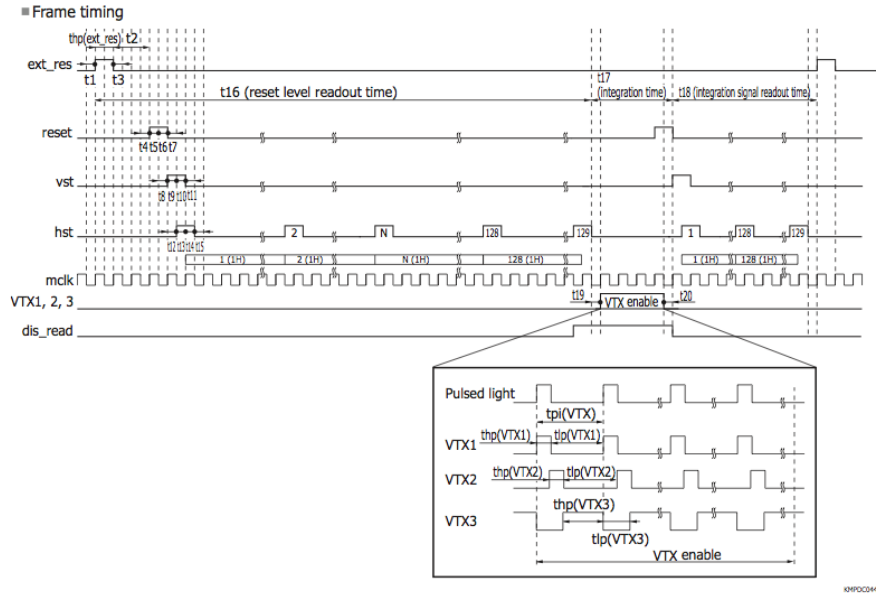 ■ Frame timing
thp(ext_res) t2
ext_res
t1 t3
t16 (reset level readout time)
t17
(integration time)
t18 (integration signal readout time)
reset
t4 t5 t6 t7
vst
t8 t9 t10 t11
hst
2 N 128 129 1 128 129
t12 t13 t14 t15
1 (1H) 2 (1H) N (1H) 128 (1H) 1 (1H) 128 (1H)
mclk
t19 t20
VTX1, 2, 3
VTX enable
dis_read
Pulsed light
tpi(VTX)
thp(VTX1) tlp(VTX1)
VTX1
thp(VTX2) tlp(VTX2)
VTX2
thp(VTX3)
VTX3
tlp(VTX3)
VTX enable